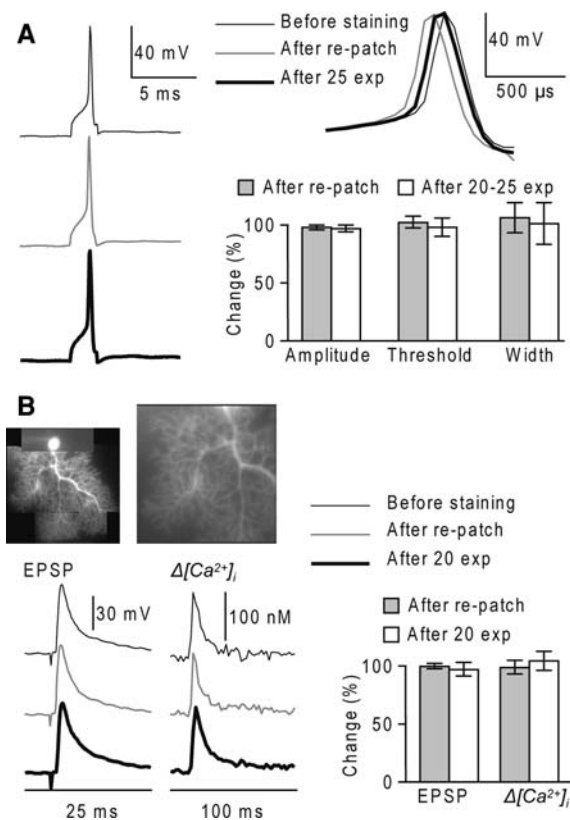 A
Before staining
After re-patch
After 25 exp
40 mV
5 ms
40 mV
500 µs
After re-patch
After 20-25 exp
Change (%)
100
50
0
Amplitude
Threshold
Width
B
Before staining
After re-patch
After 20 exp
EPSP
30 mV
Δ[Ca²⁺]ᵢ
100 nM
25 ms
100 ms
After re-patch
After 20 exp
Change (%)
100
50
0
EPSP
Δ[Ca²⁺]ᵢ